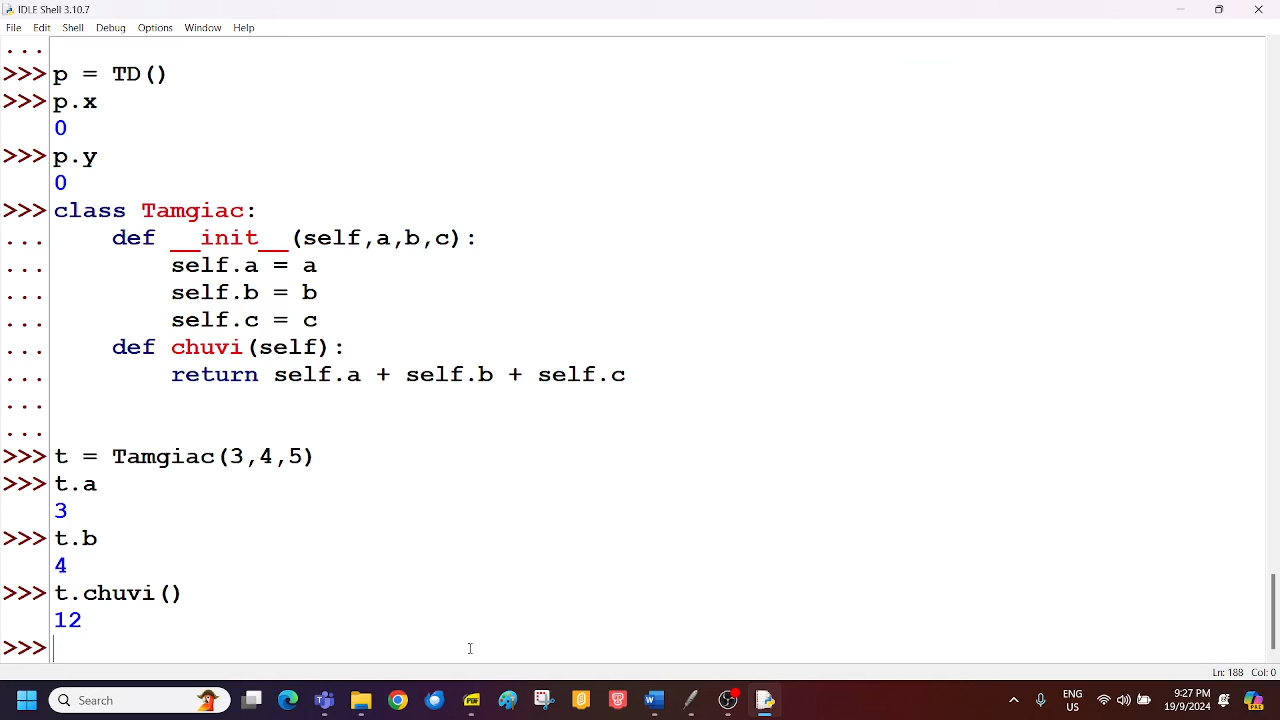 IDLE Shell 3.10.7
File Edit Shell Debug Options Window Help
...
>>> p = TD()
>>> p.x
0
>>> p.y
0
>>> class Tamgiac:
...     def __init__(self,a,b,c):
...         self.a = a
...         self.b = b
...         self.c = c
...     def chuvi(self):
...         return self.a + self.b + self.c
...
...
>>> t = Tamgiac(3,4,5)
>>> t.a
3
>>> t.b
4
>>> t.chuvi()
12
>>>
Ln: 188 Col: 0
Search
ENG
US
9:27 PM
19/9/2024